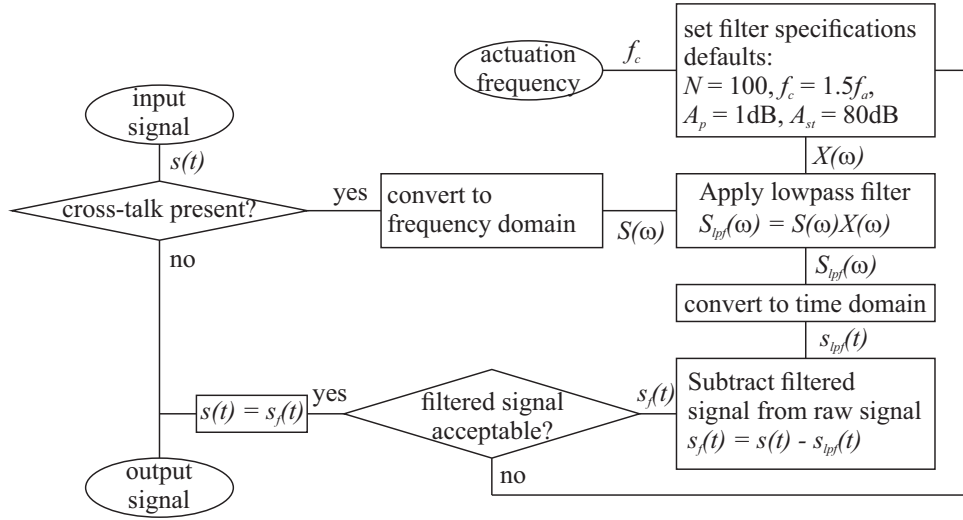 input
signal
s(t)
cross-talk present?
yes
no
convert to
frequency domain
S(ω)
actuation
frequency
f_c
set filter specifications
defaults:
N = 100, f_c = 1.5f_a,
A_p = 1dB, A_st = 80dB
X(ω)
Apply lowpass filter
S_lpf(ω) = S(ω)X(ω)
S_lpf(ω)
convert to time domain
s_lpf(t)
Subtract filtered
signal from raw signal
s_f(t) = s(t) - s_lpf(t)
s_f(t)
filtered signal
acceptable?
yes
no
s(t) = s_f(t)
output
signal